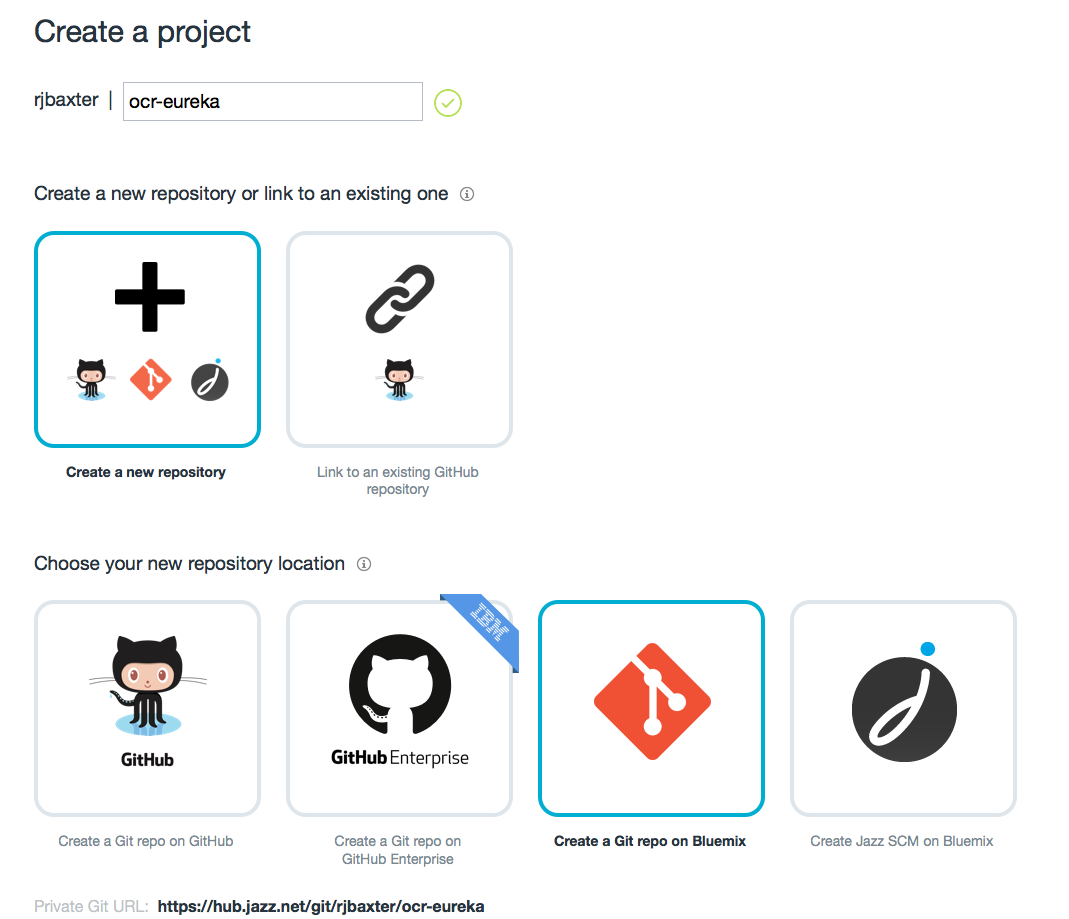 Create a project
rjbaxter | ocr-eureka
Create a new repository or link to an existing one
Create a new repository
Link to an existing GitHub
repository
Choose your new repository location
IBM
GitHub
GitHub Enterprise
Create a Git repo on GitHub
Create a Git repo on
GitHub Enterprise
Create a Git repo on Bluemix
Create Jazz SCM on Bluemix
Private Git URL: https://hub.jazz.net/git/rjbaxter/ocr-eureka